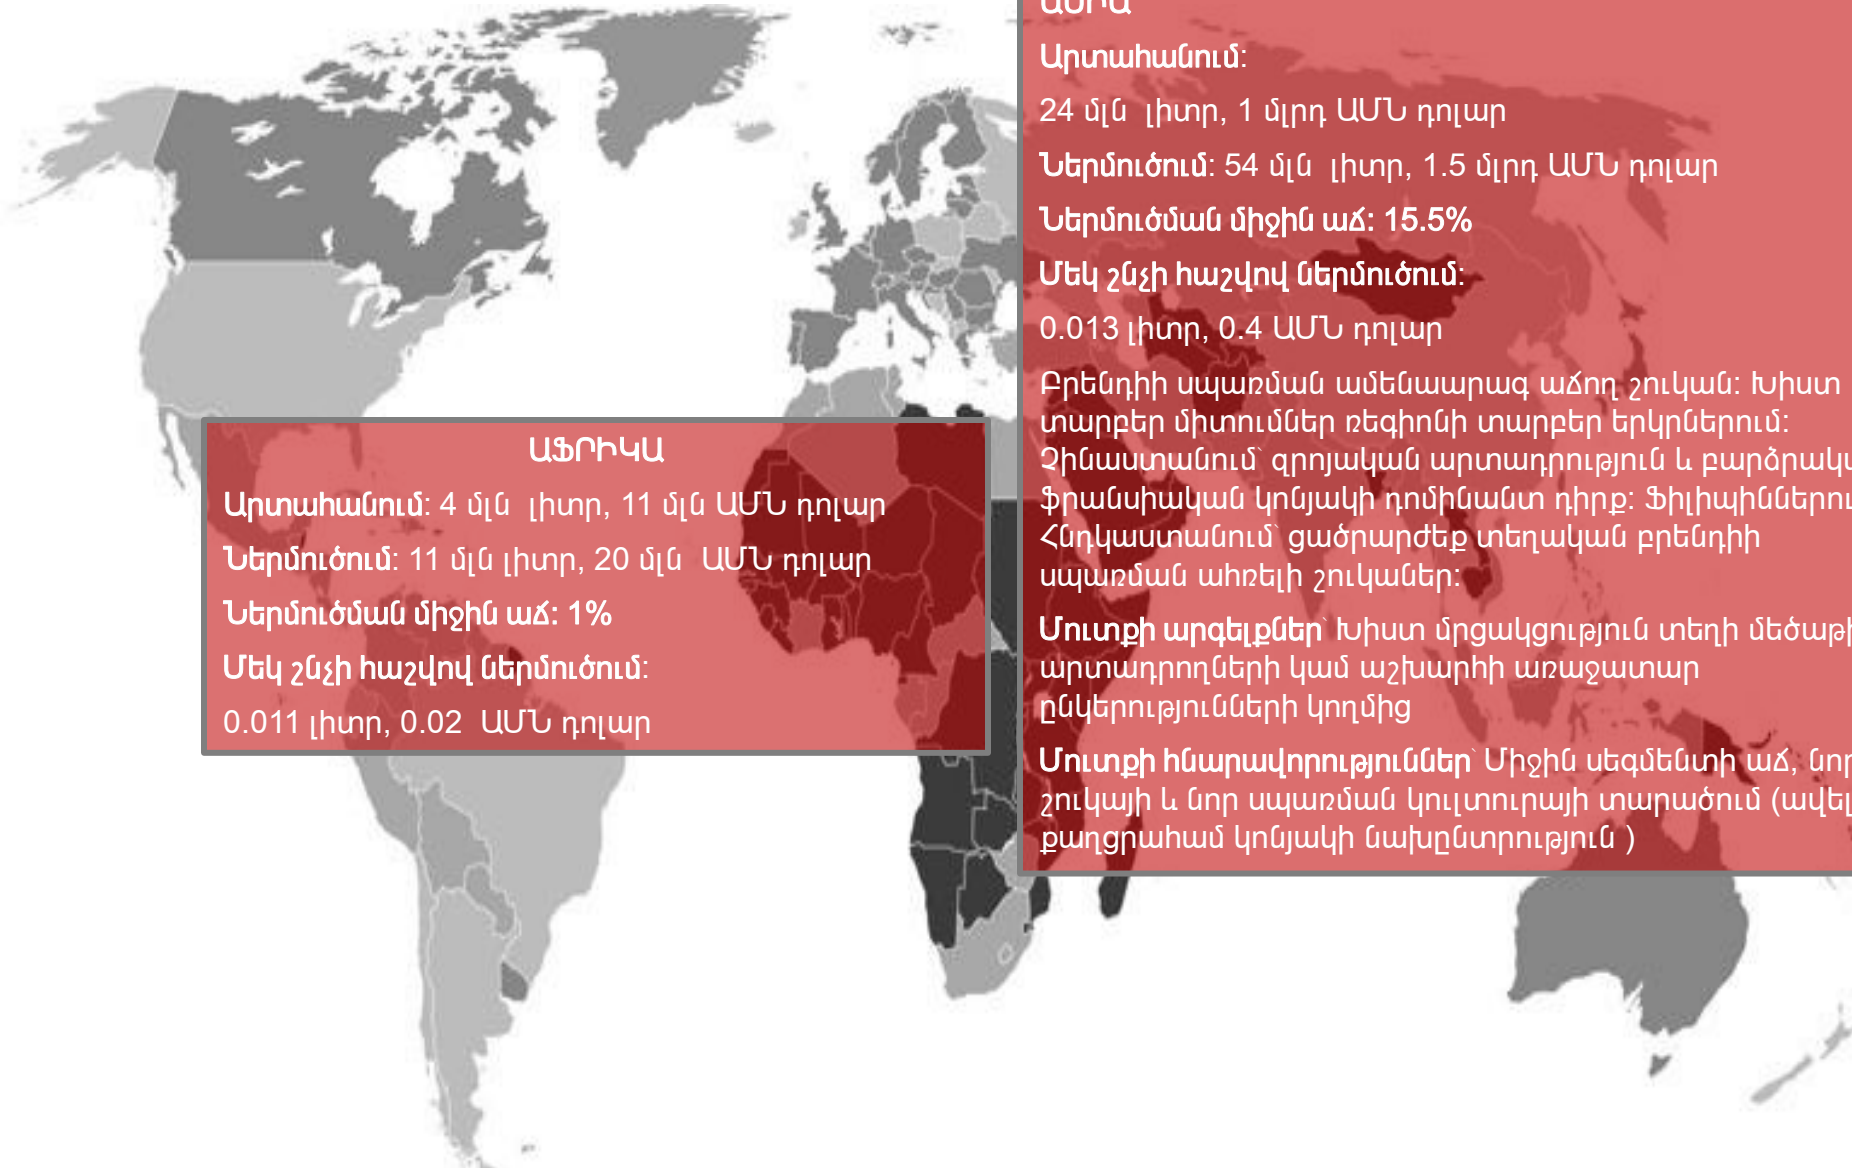 ԱՖՐԻԿԱ
Արտահանում: 4 մլն լիտր, 11 մլն ԱՄՆ դոլար
Ներմուծում: 11 մլն լիտր, 20 մլն ԱՄՆ դոլար
Ներմուծման միջին աճ: 1%
Մեկ շնչի հաշվով ներմուծում:
0.011 լիտր, 0.02 ԱՄՆ դոլար
ԱՍԻԱ
Արտահանում:
24 մլն լիտր, 1 մլրդ ԱՄՆ դոլար
Ներմուծում: 54 մլն լիտր, 1.5 մլրդ ԱՄՆ դոլար
Ներմուծման միջին աճ: 15.5%
Մեկ շնչի հաշվով ներմուծում:
0.013 լիտր, 0.4 ԱՄՆ դոլար
Բրենդիի սպառման ամենաարագ աճող շուկան: Խիստ
տարբեր միտումներ ռեգիոնի տարբեր երկրներում:
Չինաստանում՝ զրոյական արտադրություն և
ֆրանսիական կոնյակի դոմինանտ դիրք:
Հնդկաստանում՝ ցածրարժեք տեղական բրենդիի
սպառման ահռելի շուկաներ:
Մուտքի արգելքներ՝ Խիստ մրցակցություն տեղի
արտադրողների կամ աշխարհի առաջատար
ընկերությունների կողմից
Մուտքի հնարավորություններ՝ Միջին սեգմենտի աճ, նոր
շուկայի և նոր սպառման կուլտուրայի տարածում
քաղցրահամ կոնյակի նախընտրություն )